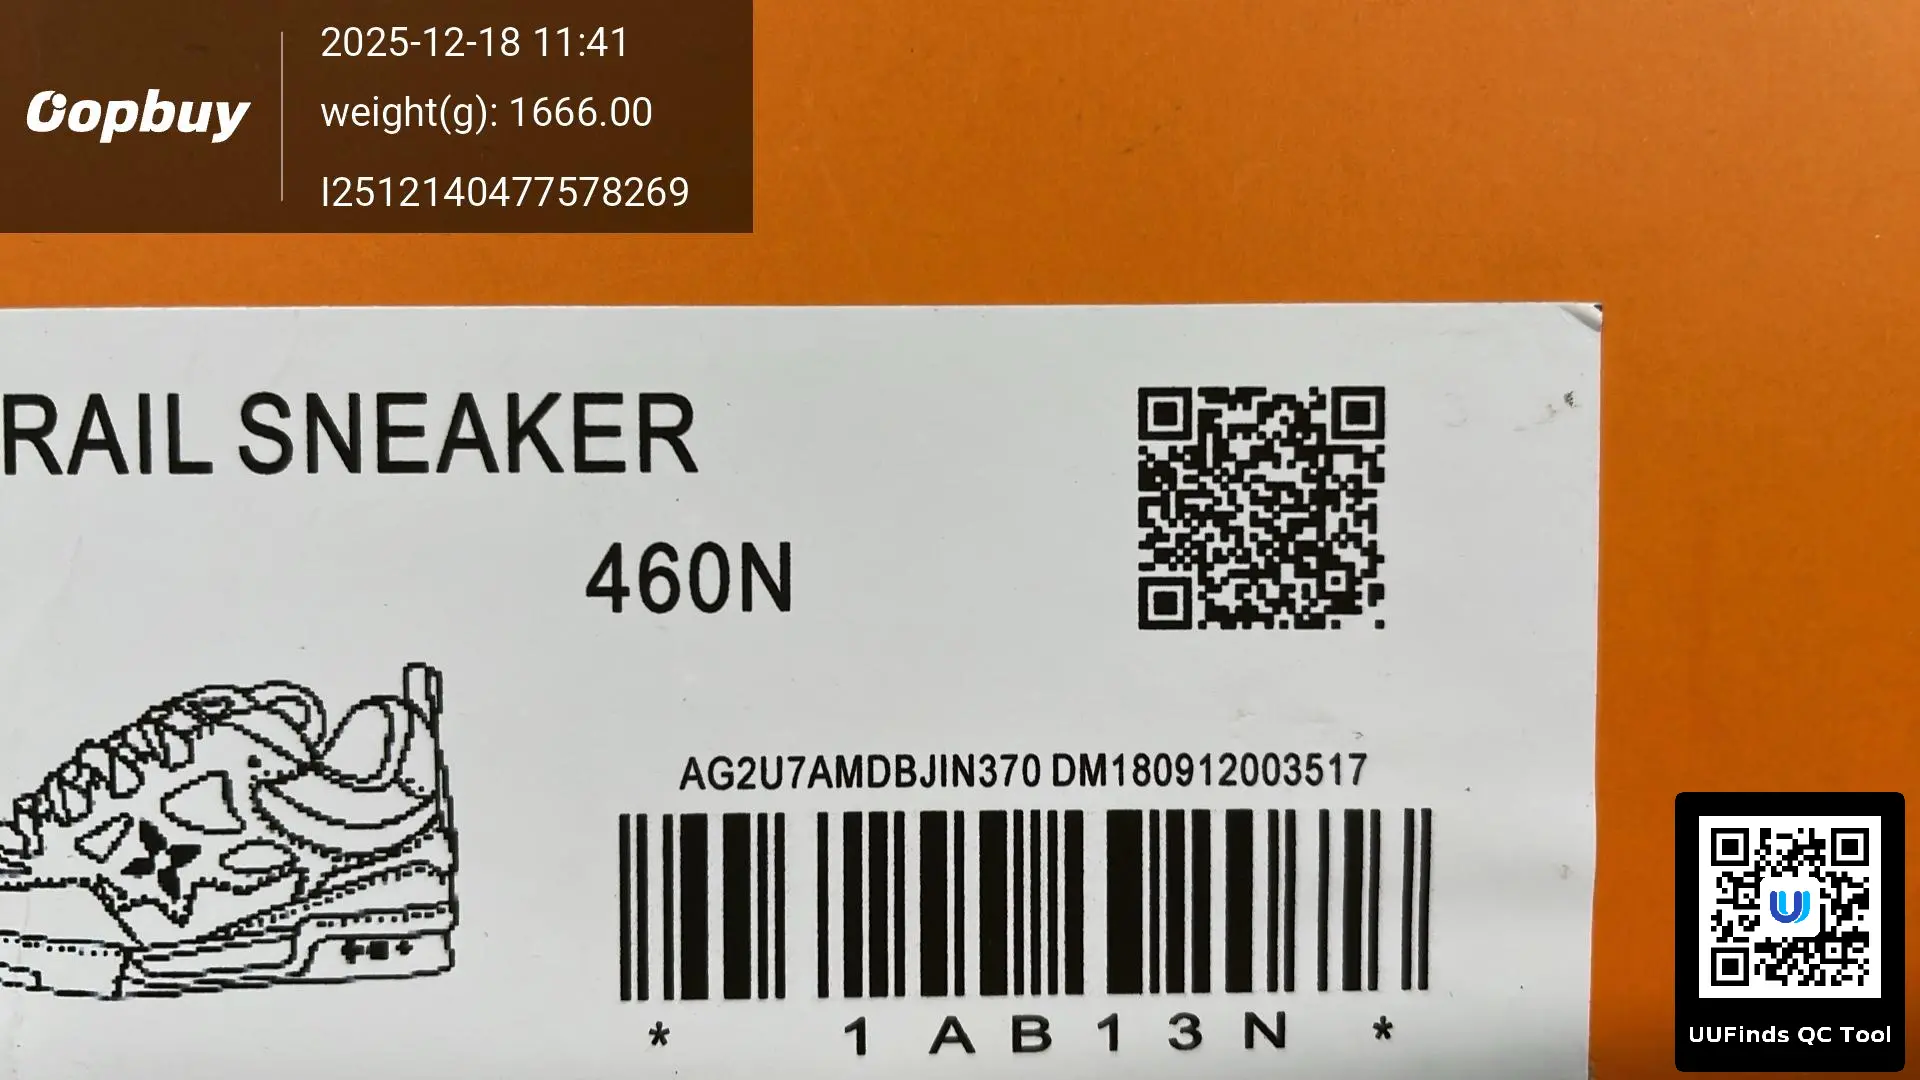 2025-12-18 11:41
Oopbuy
weight(g): 1666.00
I2512140477578269
RAIL SNEAKER
460N
AG2U7AMDBJIN370 DM180912003517
* 1 A B 1 3 N *
UUFinds QC Tool